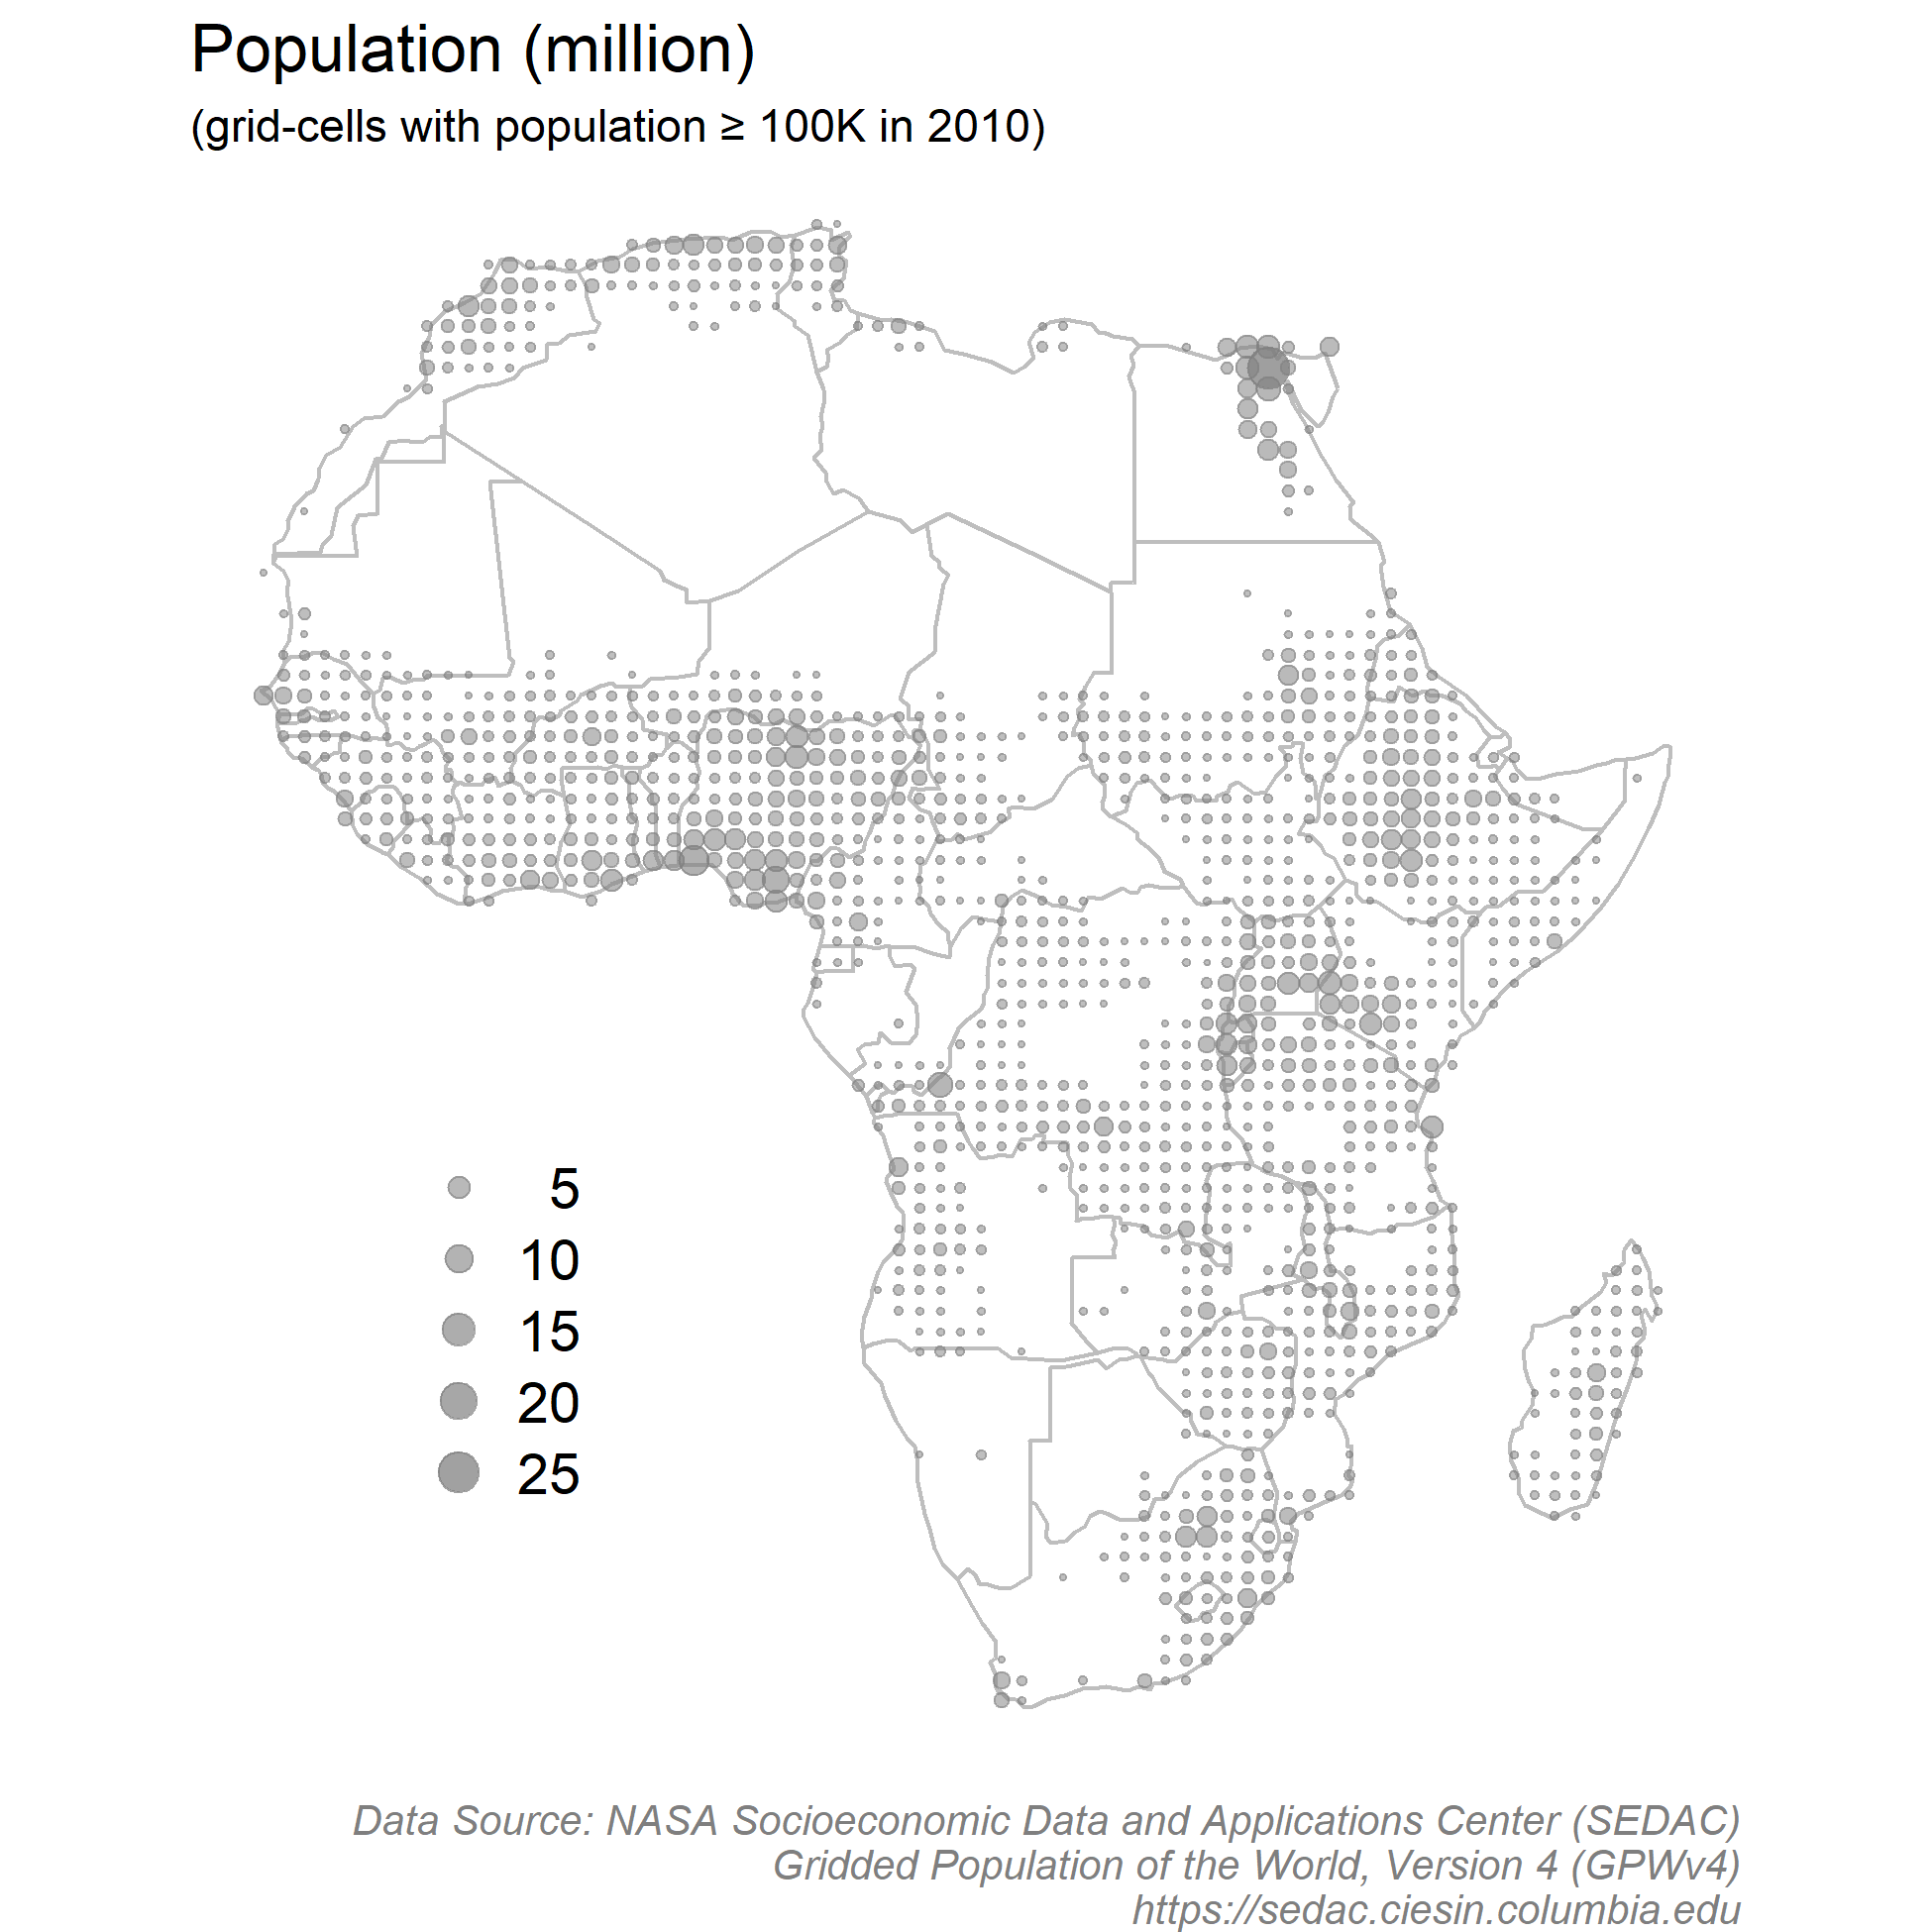 Population (million)
(grid-cells with population ≥ 100K in 2010)
5
10
15
20
25
Data Source: NASA Socioeconomic Data and Applications Center (SEDAC)
Gridded Population of the World, Version 4 (GPWv4)
https://sedac.ciesin.columbia.edu